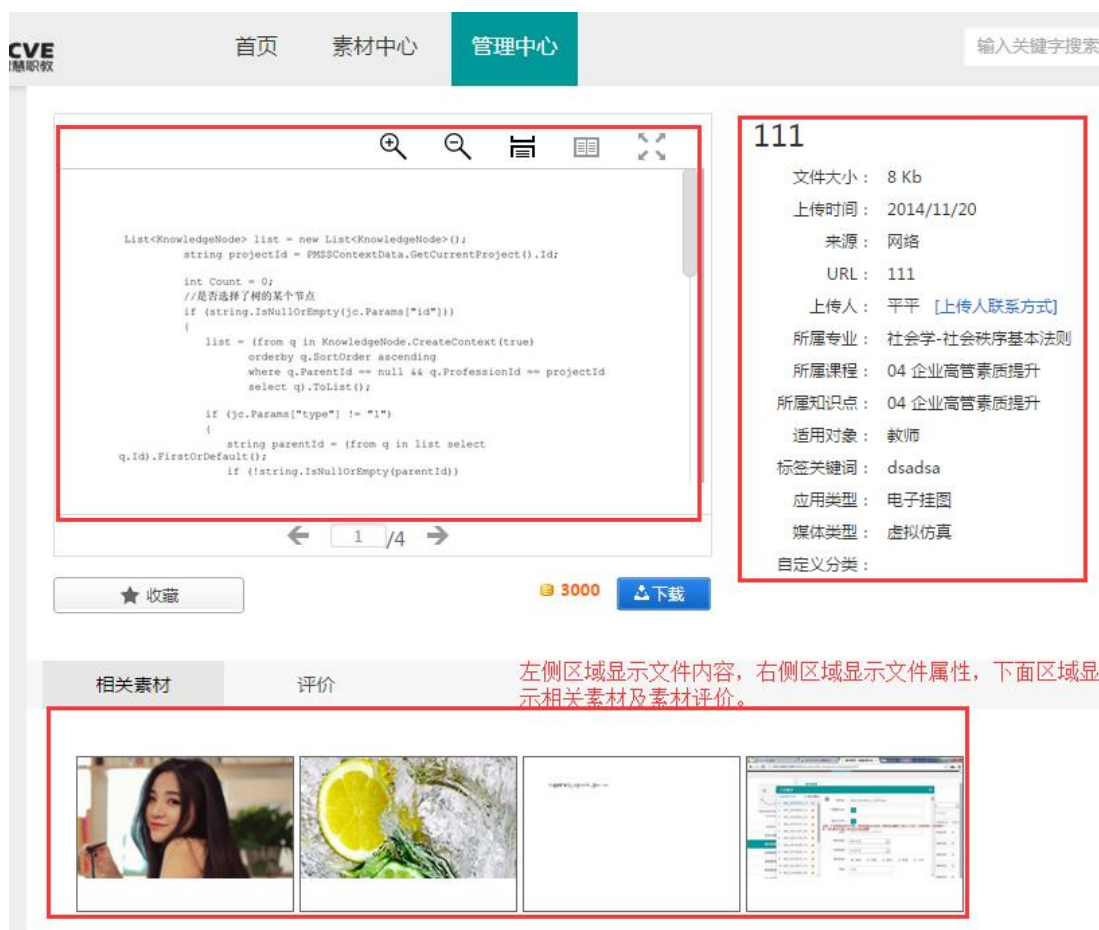 CVE
智慧职教
首页
素材中心
管理中心
输入关键字搜索
List<KnowledgeNode> list = new List<KnowledgeNode>();
string projectId = PMSSContextData.GetCurrentProject().Id;
int Count = 0;
//是否选择了树的某个节点
if (string.IsNullOrEmpty(jc.Params["id"]))
{
list = (from q in KnowledgeNode.CreateContext(true)
orderby q.SortOrder ascending
where q.ParentId == null && q.ProfessionId == projectId
select q).ToList();
if (jc.Params["type"] != "1")
{
string parentId = (from q in list select
q.Id).FirstOrDefault();
if (!string.IsNullOrEmpty(parentId))
1 /4
收藏
3000
下载
111
文件大小： 8 Kb
上传时间： 2014/11/20
来源： 网络
URL： 111
上传人： 平平 [上传人联系方式]
所属专业： 社会学-社会秩序基本法则
所属课程： 04 企业高管素质提升
所属知识点： 04 企业高管素质提升
适用对象： 教师
标签关键词： dsadsa
应用类型： 电子挂图
媒体类型： 虚拟仿真
自定义分类：
相关素材
评价
左侧区域显示文件内容，右侧区域显示文件属性，下面区域显
示相关素材及素材评价。